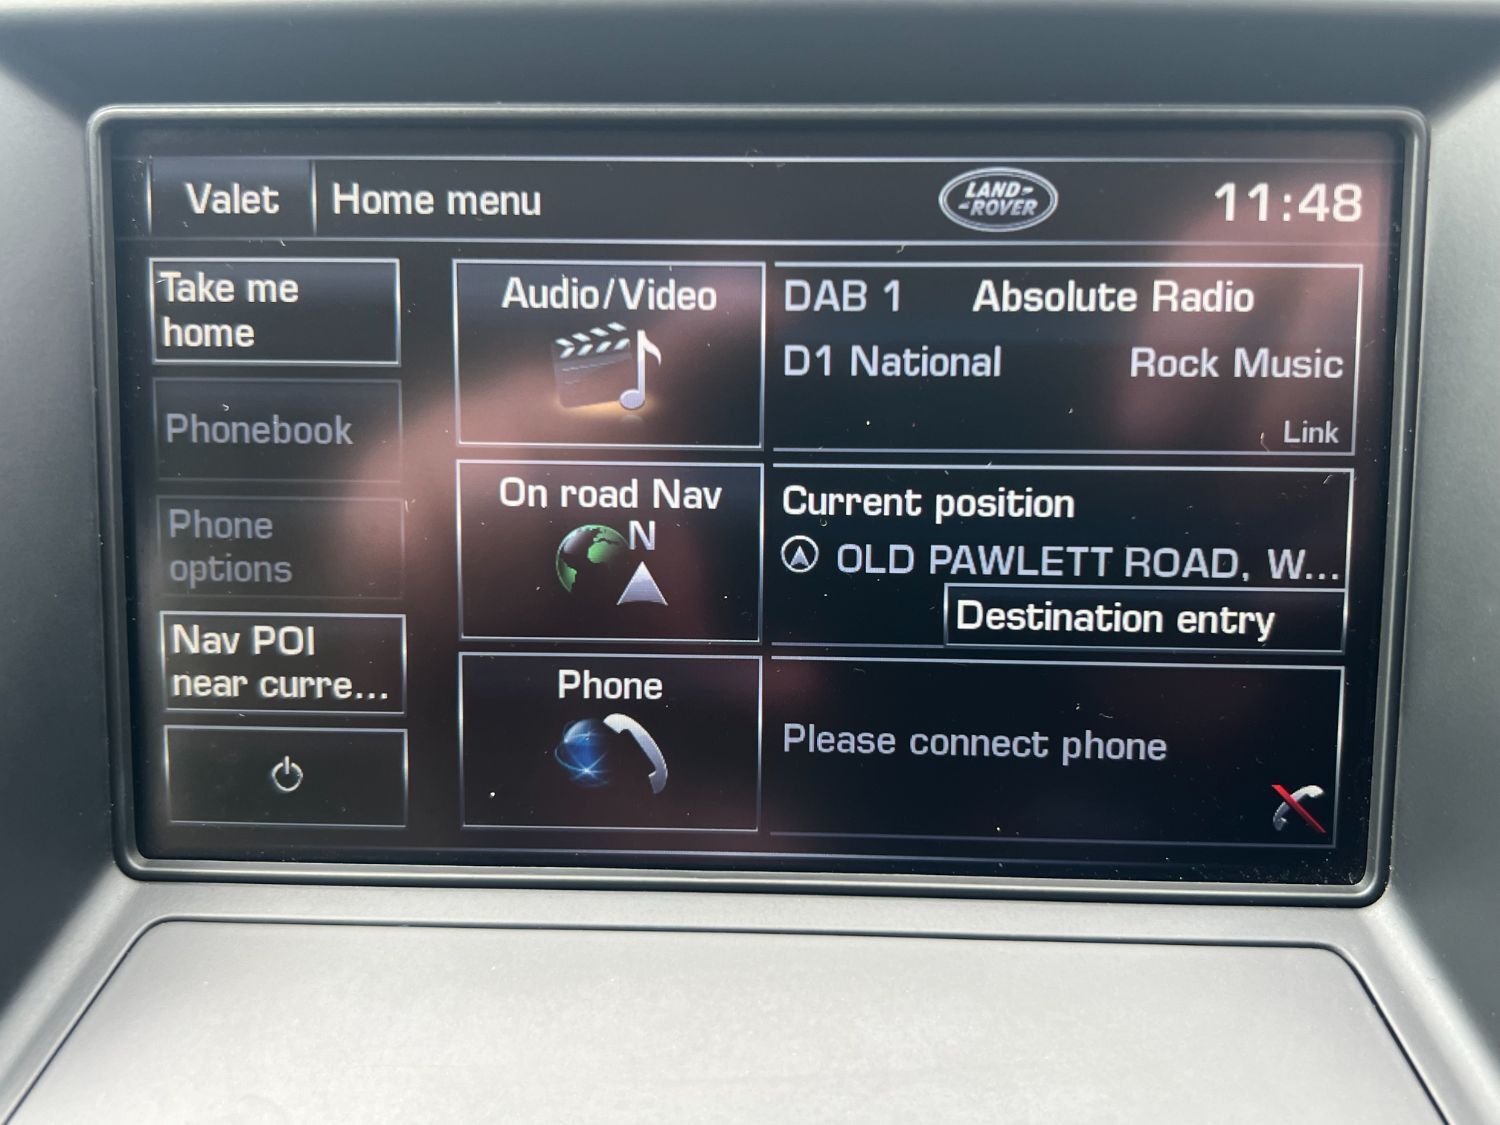 Valet
Home menu
LAND-
-ROVER
11:48
Take me
home
Phonebook
Phone
options
Nav POI
near curre...
Audio/Video
On road Nav
N
Phone
DAB 1
Absolute Radio
D1 National
Rock Music
Link
Current position
OLD PAWLETT ROAD, W...
Destination entry
Please connect phone